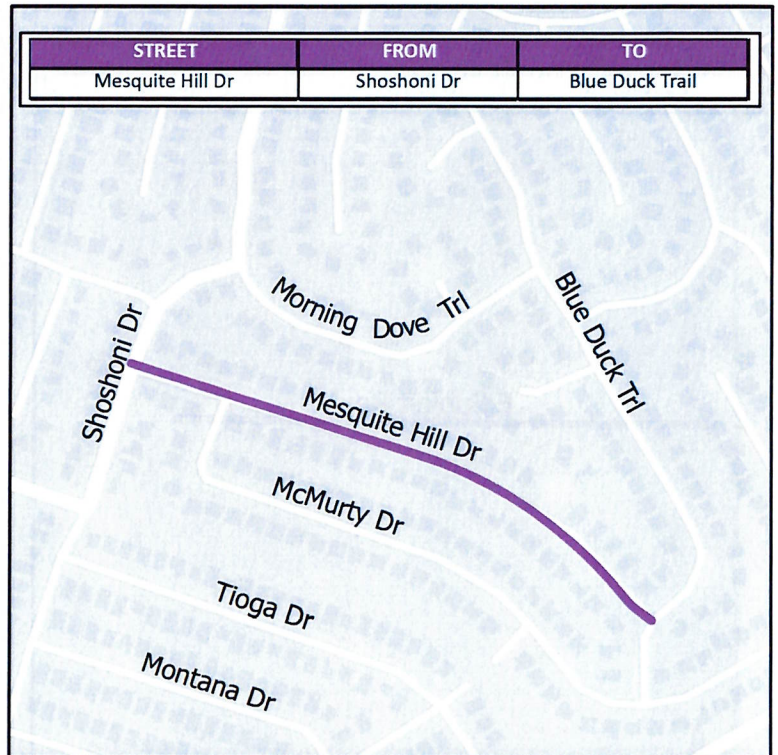 STREET FROM TO
Mesquite Hill Dr Shoshoni Dr Blue Duck Trail
Morning Dove Trl
Blue Duck Trl
Shoshoni Dr
Mesquite Hill Dr
McMurty Dr
Tioga Dr
Montana Dr